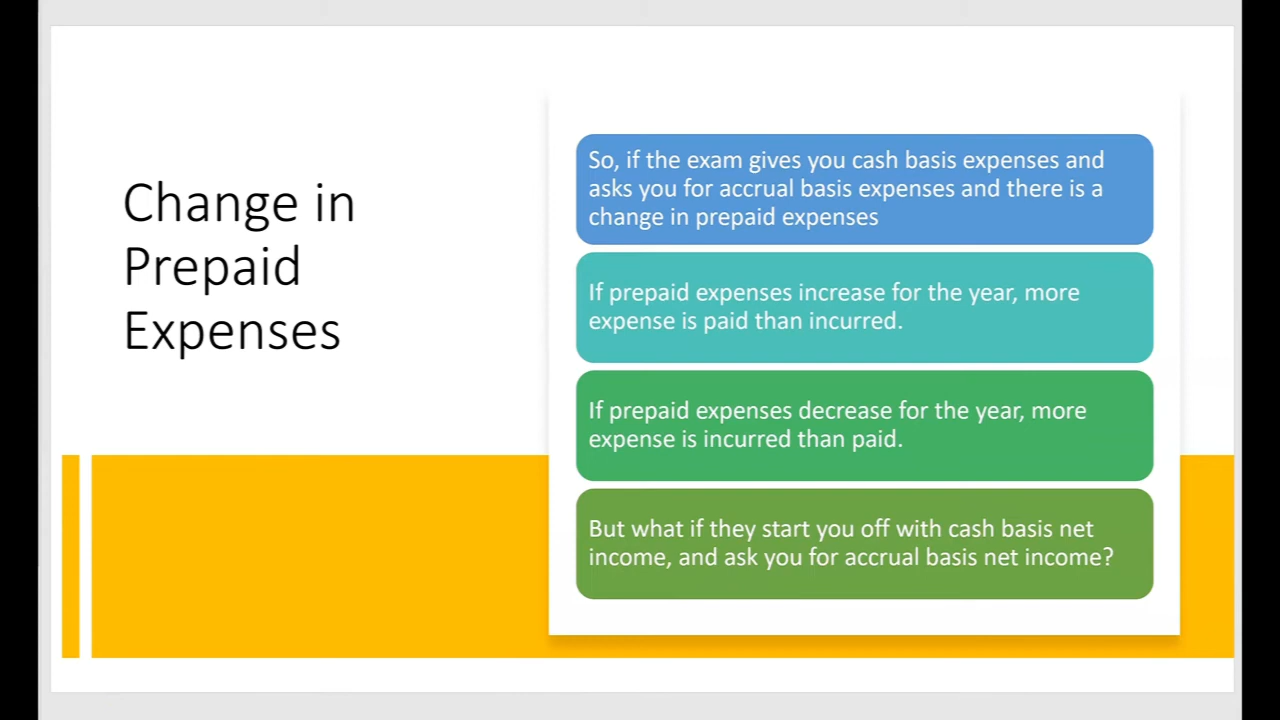 Change in
Prepaid
Expenses
So, if the exam gives you cash basis expenses and
asks you for accrual basis expenses and there is a
change in prepaid expenses
If prepaid expenses increase for the year, more
expense is paid than incurred.
If prepaid expenses decrease for the year, more
expense is incurred than paid.
But what if they start you off with cash basis net
income, and ask you for accrual basis net income?